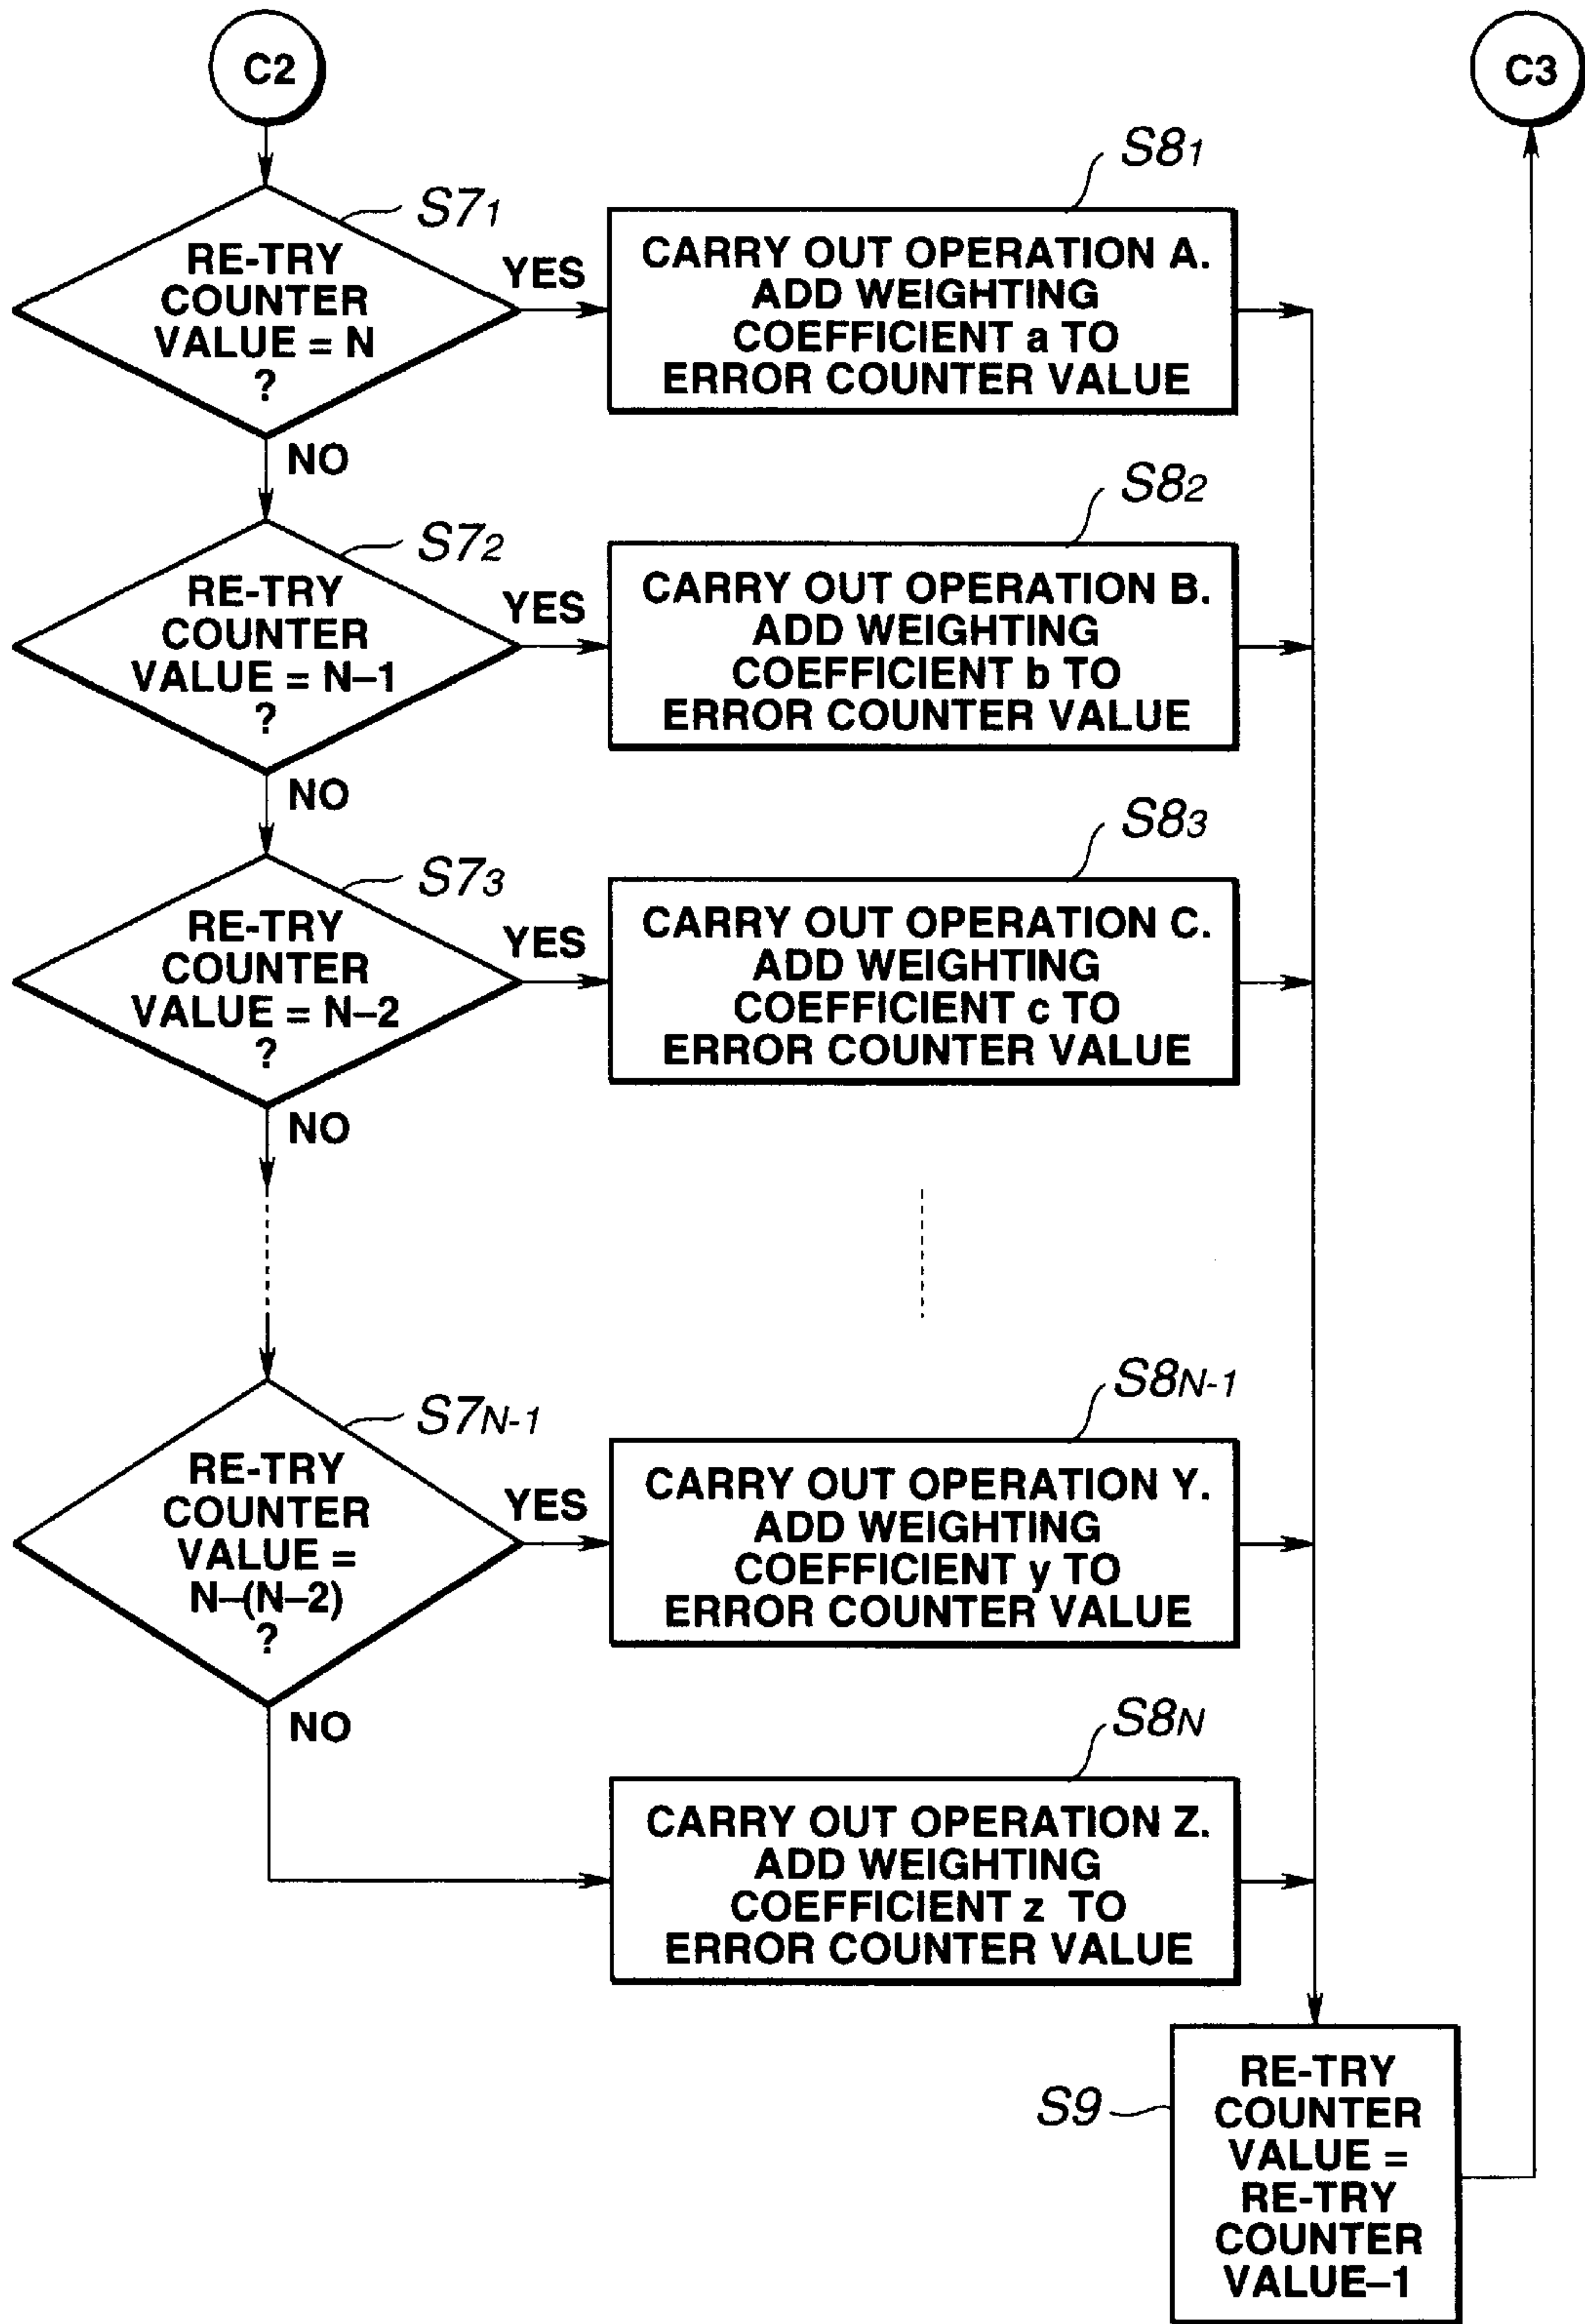 C2
C3
S71
RE-TRY
COUNTER
VALUE = N
?
YES
NO
S81
CARRY OUT OPERATION A.
ADD WEIGHTING
COEFFICIENT a TO
ERROR COUNTER VALUE
S72
RE-TRY
COUNTER
VALUE = N–1
?
YES
NO
S82
CARRY OUT OPERATION B.
ADD WEIGHTING
COEFFICIENT b TO
ERROR COUNTER VALUE
S73
RE-TRY
COUNTER
VALUE = N–2
?
YES
NO
S83
CARRY OUT OPERATION C.
ADD WEIGHTING
COEFFICIENT c TO
ERROR COUNTER VALUE
S7N-1
RE-TRY
COUNTER
VALUE =
N–(N–2)
?
YES
NO
S8N-1
CARRY OUT OPERATION Y.
ADD WEIGHTING
COEFFICIENT y TO
ERROR COUNTER VALUE
S8N
CARRY OUT OPERATION Z.
ADD WEIGHTING
COEFFICIENT z TO
ERROR COUNTER VALUE
S9
RE-TRY
COUNTER
VALUE =
RE-TRY
COUNTER
VALUE–1